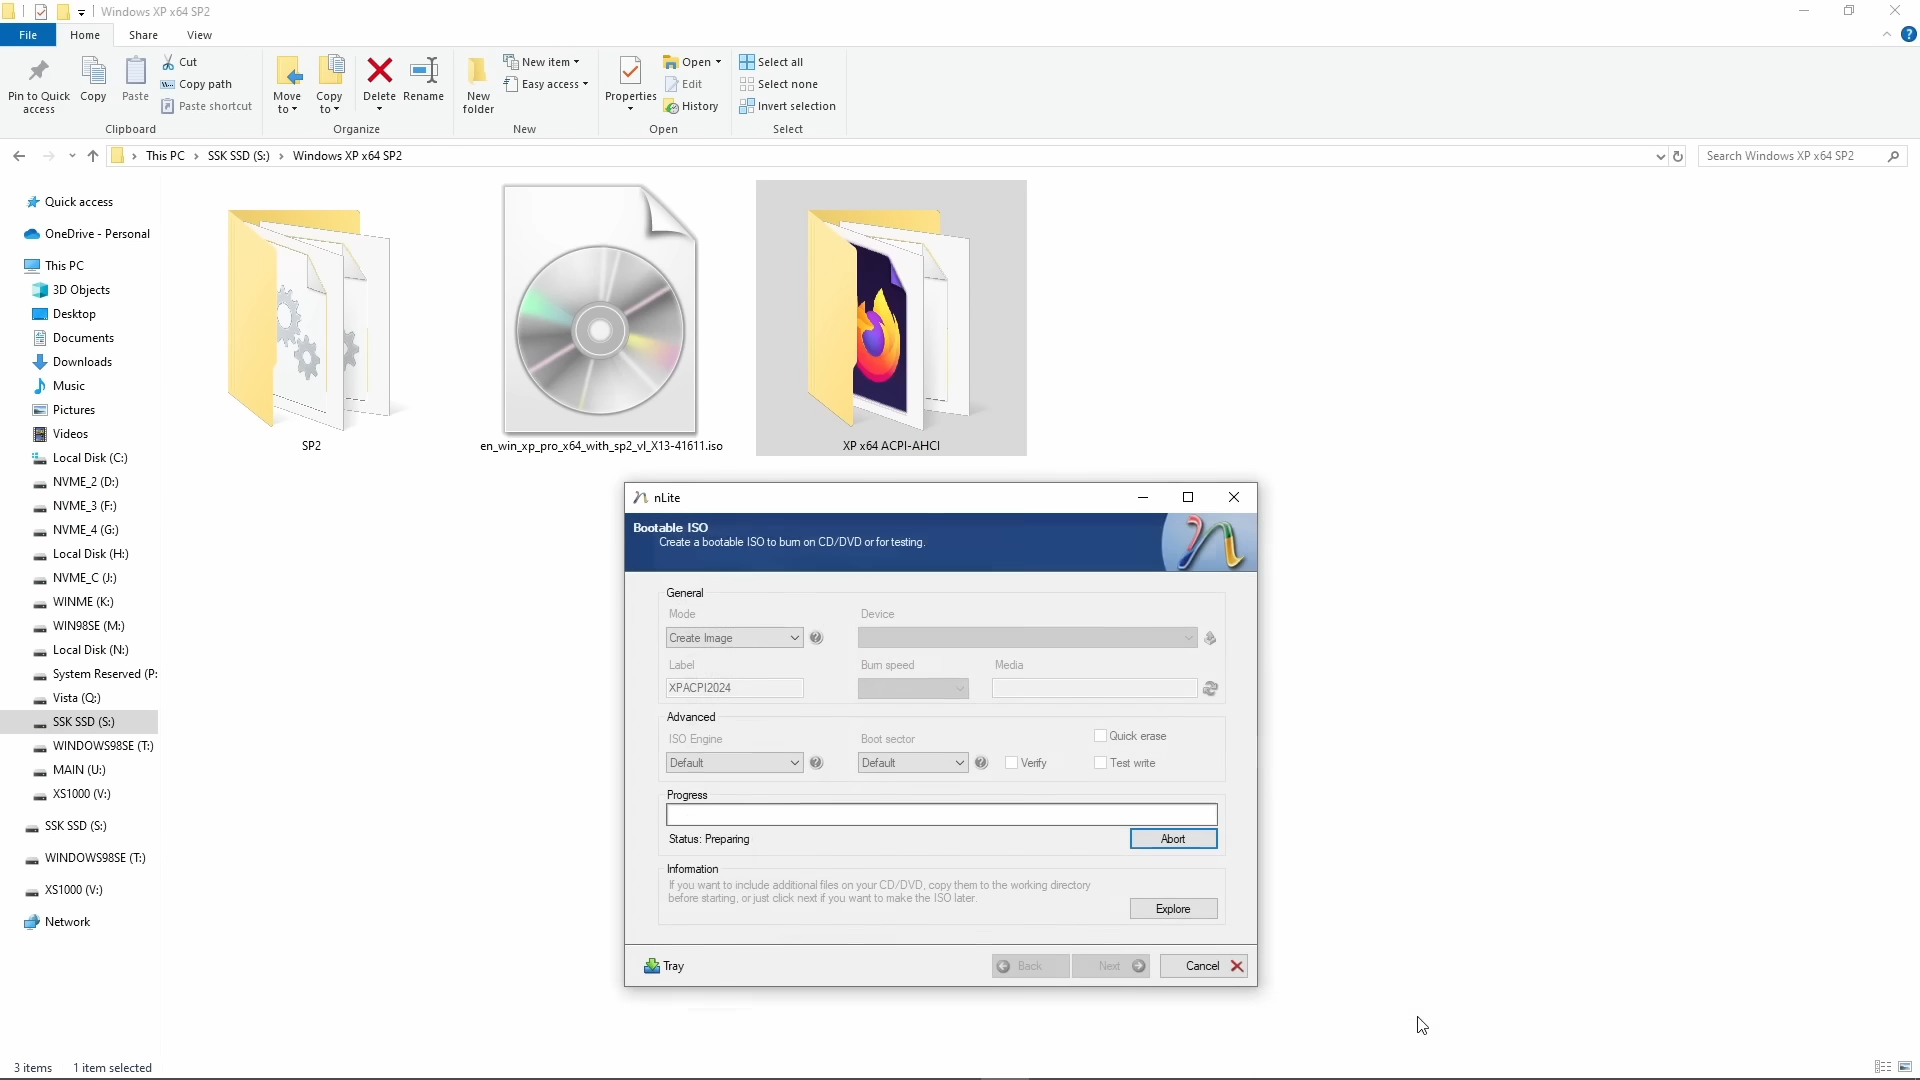 Windows XP x64 SP2
File
Home
Share
View
Pin to Quick access
Copy
Paste
Cut
Copy path
Paste shortcut
Clipboard
Move to
Copy to
Delete
Rename
Organize
New folder
New item
Easy access
New
Properties
Open
Edit
History
Open
Select all
Select none
Invert selection
Select
This PC
SSK SSD (S:)
Windows XP x64 SP2
Search Windows XP x64 SP2
Quick access
OneDrive - Personal
This PC
3D Objects
Desktop
Documents
Downloads
Music
Pictures
Videos
Local Disk (C:)
NVME_2 (D:)
NVME_3 (F:)
NVME_4 (G:)
Local Disk (H:)
NVME_C (J:)
WINME (K:)
WIN98SE (M:)
Local Disk (N:)
System Reserved (P:
Vista (Q:)
SSK SSD (S:)
WINDOWS98SE (T:)
MAIN (U:)
XS1000 (V:)
SSK SSD (S:)
WINDOWS98SE (T:)
XS1000 (V:)
Network
SP2
en_win_xp_pro_x64_with_sp2_vl_X13-41611.iso
XP x64 ACPI-AHCI
nLite
Bootable ISO
Create a bootable ISO to burn on CD/DVD or for testing.
General
Mode
Device
Create Image
Label
Burn speed
Media
XPACPI2024
Advanced
ISO Engine
Boot sector
Quick erase
Default
Default
Verify
Test write
Progress
Status: Preparing
Abort
Information
If you want to include additional files on your CD/DVD, copy them to the working directory
before starting, or just click next if you want to make the ISO later.
Explore
Tray
Back
Next
Cancel
3 items
1 item selected